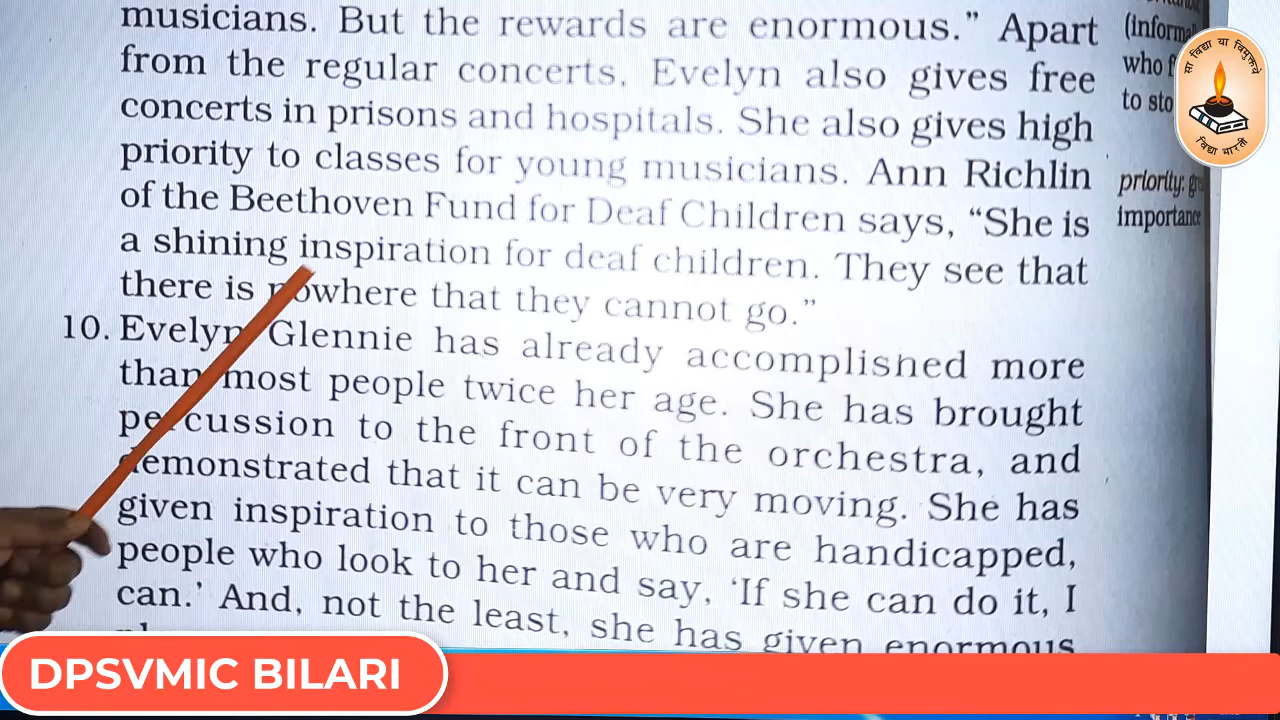 musicians. But the rewards are enormous.” Apart
from the regular concerts, Evelyn also gives free
concerts in prisons and hospitals. She also gives high
priority to classes for young musicians. Ann Richlin
of the Beethoven Fund for Deaf Children says, “She is
a shining inspiration for deaf children. They see that
there is nowhere that they cannot go.”
10. Evelyn Glennie has already accomplished more
than most people twice her age. She has brought
percussion to the front of the orchestra, and
demonstrated that it can be very moving. She has
given inspiration to those who are handicapped,
people who look to her and say, ‘If she can do it, I
can.’ And, not the least, she has given enormous
(informal
who
to sto
priority:
importance
सा विद्या या विमुक्तये
विद्या भारती
DPSVMIC BILARI